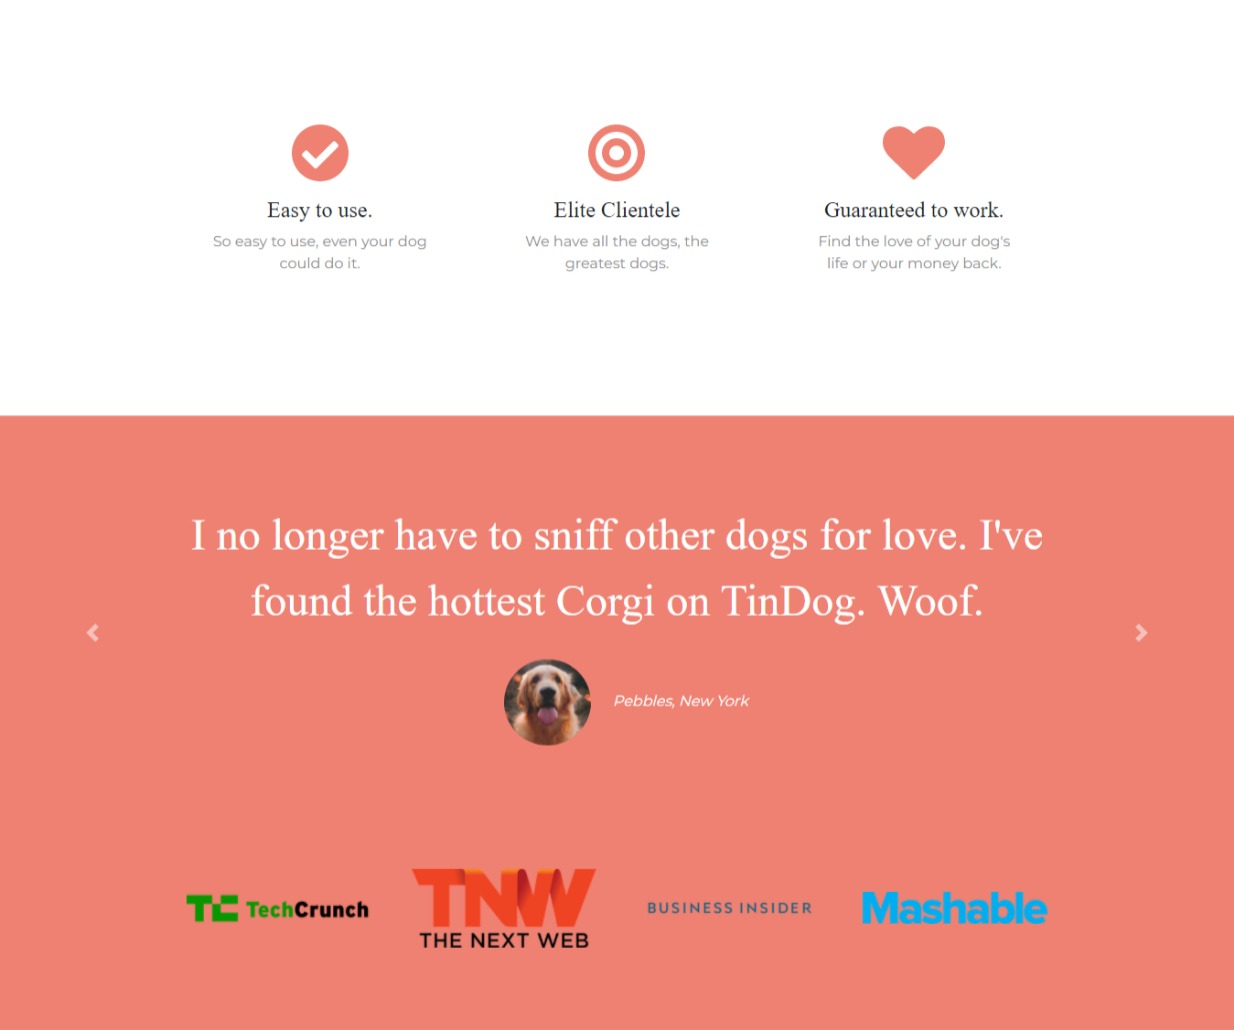 Easy to use.
So easy to use, even your dog
could do it.
Elite Clientele
We have all the dogs, the
greatest dogs.
Guaranteed to work.
Find the love of your dog's
life or your money back.
I no longer have to sniff other dogs for love. I've
found the hottest Corgi on TinDog. Woof.
Pebbles, New York
TC TechCrunch
TNW
THE NEXT WEB
BUSINESS INSIDER
Mashable